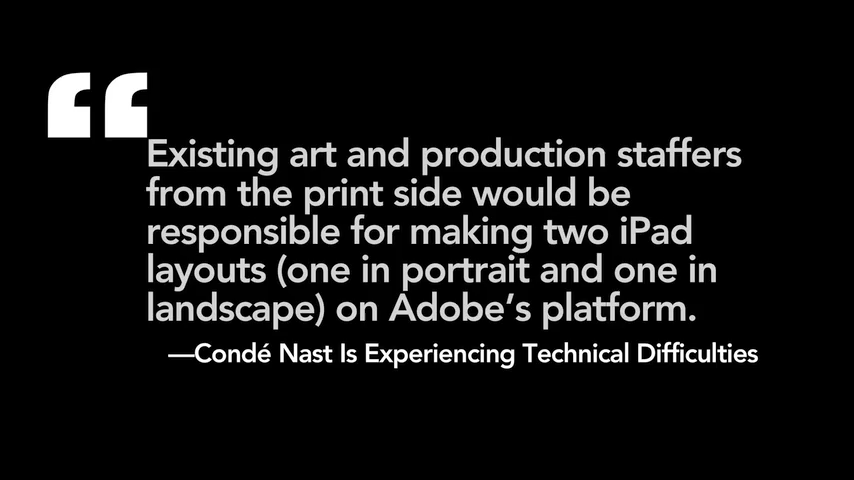 “
Existing art and production staffers
from the print side would be
responsible for making two iPad
layouts (one in portrait and one in
landscape) on Adobe’s platform.
—Condé Nast Is Experiencing Technical Difficulties